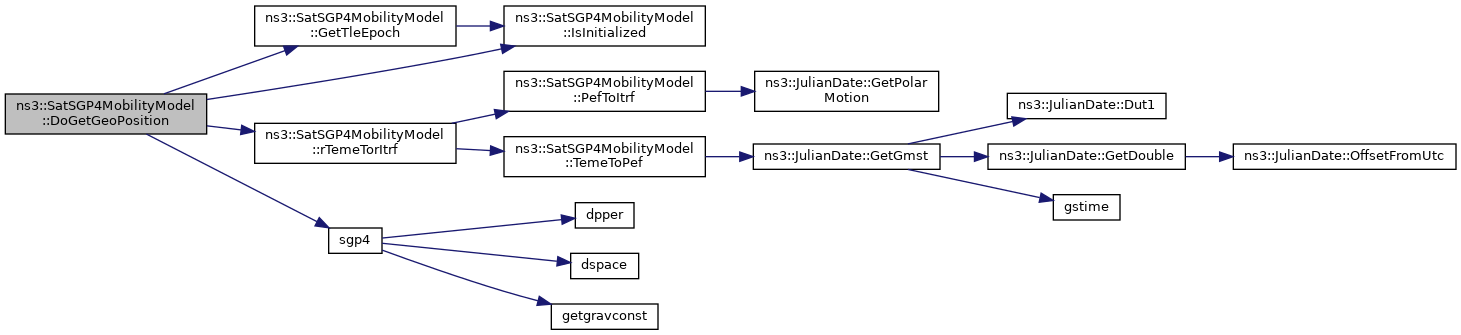 ns3::SatSGP4MobilityModel
::DoGetGeoPosition
ns3::SatSGP4MobilityModel
::GetTleEpoch
ns3::SatSGP4MobilityModel
::IsInitialized
ns3::SatSGP4MobilityModel
::rTemeTorItrf
ns3::SatSGP4MobilityModel
::PefToItrf
ns3::JulianDate::GetPolar
Motion
ns3::SatSGP4MobilityModel
::TemeToPef
ns3::JulianDate::GetGmst
ns3::JulianDate::Dut1
ns3::JulianDate::GetDouble
ns3::JulianDate::OffsetFromUtc
gstime
sgp4
dpper
dspace
getgravconst